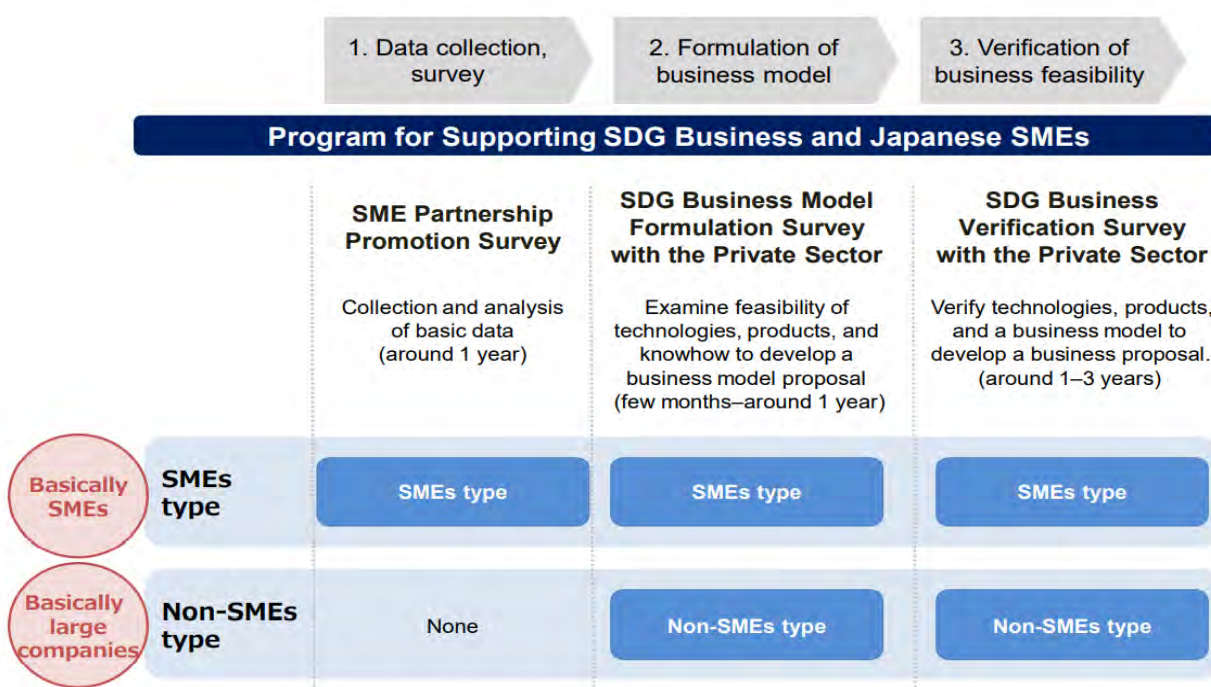 1. Data collection,
survey
2. Formulation of
business model
3. Verification of
business feasibility
Program for Supporting SDG Business and Japanese SMEs
SME Partnership
Promotion Survey
Collection and analysis
of basic data
(around 1 year)
SDG Business Model
Formulation Survey
with the Private Sector
Examine feasibility of
technologies, products, and
knowhow to develop a
business model proposal
(few months–around 1 year)
SDG Business
Verification Survey
with the Private Sector
Verify technologies, products,
and a business model to
develop a business proposal.
(around 1–3 years)
Basically
SMEs
SMEs
type
SMEs type
SMEs type
SMEs type
Basically
large
companies
Non-SMEs
type
None
Non-SMEs type
Non-SMEs type